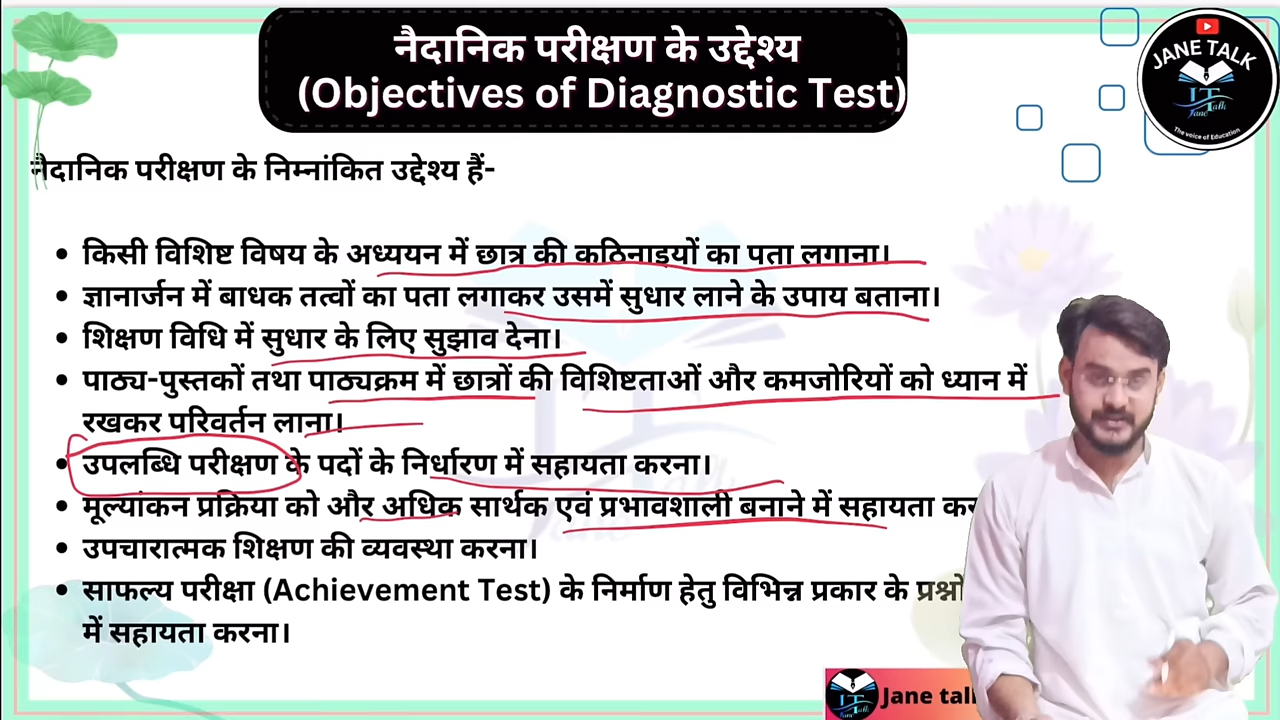 नैदानिक परीक्षण के उद्देश्य
(Objectives of Diagnostic Test)
JANE TALK
Jane Talk
The voice of Education
नैदानिक परीक्षण के निम्नांकित उद्देश्य हैं-
• किसी विशिष्ट विषय के अध्ययन में छात्र की कठिनाइयों का पता लगाना।
• ज्ञानार्जन में बाधक तत्वों का पता लगाकर उसमें सुधार लाने के उपाय बताना।
• शिक्षण विधि में सुधार के लिए सुझाव देना।
• पाठ्य-पुस्तकों तथा पाठ्यक्रम में छात्रों की विशिष्टताओं और कमजोरियों को ध्यान में
रखकर परिवर्तन लाना।
• उपलब्धि परीक्षण के पदों के निर्धारण में सहायता करना।
• मूल्यांकन प्रक्रिया को और अधिक सार्थक एवं प्रभावशाली बनाने में सहायता
• उपचारात्मक शिक्षण की व्यवस्था करना।
• साफल्य परीक्षा (Achievement Test) के निर्माण हेतु विभिन्न प्रकार के
में सहायता करना।
Jane